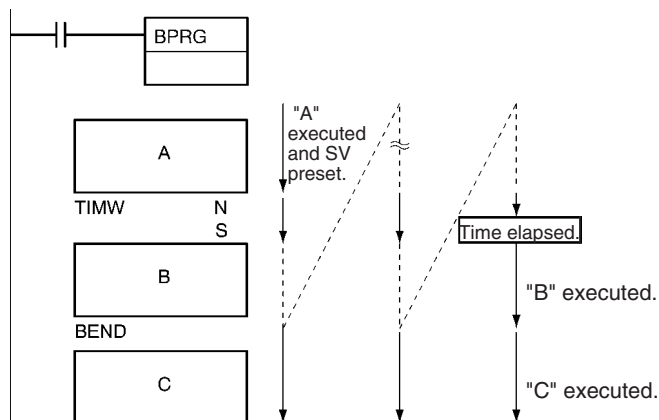 BPRG
"A"
executed
and SV
preset.
A
TIMW N
S
Time elapsed.
B
"B" executed.
BEND
C
"C" executed.